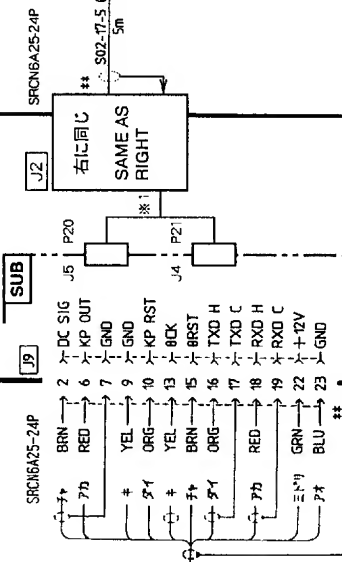 SRCN6A25-24P
S02-17-5
5m
**
J2
右に同じ
SAME AS
RIGHT
※1
SUB
J5
P20
J4
P21
J9
SRCN6A25-24P
チャ BRN 2 DC SIG
アカ RED 6 KP OUT
7 GND
キ YEL 9 GND
ダイ ORG 10 KP RST
キ YEL 13 BCK
チャ BRN 15 BRST
ダイ ORG 16 TXD H
17 TXD C
アカ RED 18 RXD H
19 RXD C
ミドリ GRN 22 +12V
アオ BLU 23 GND
**